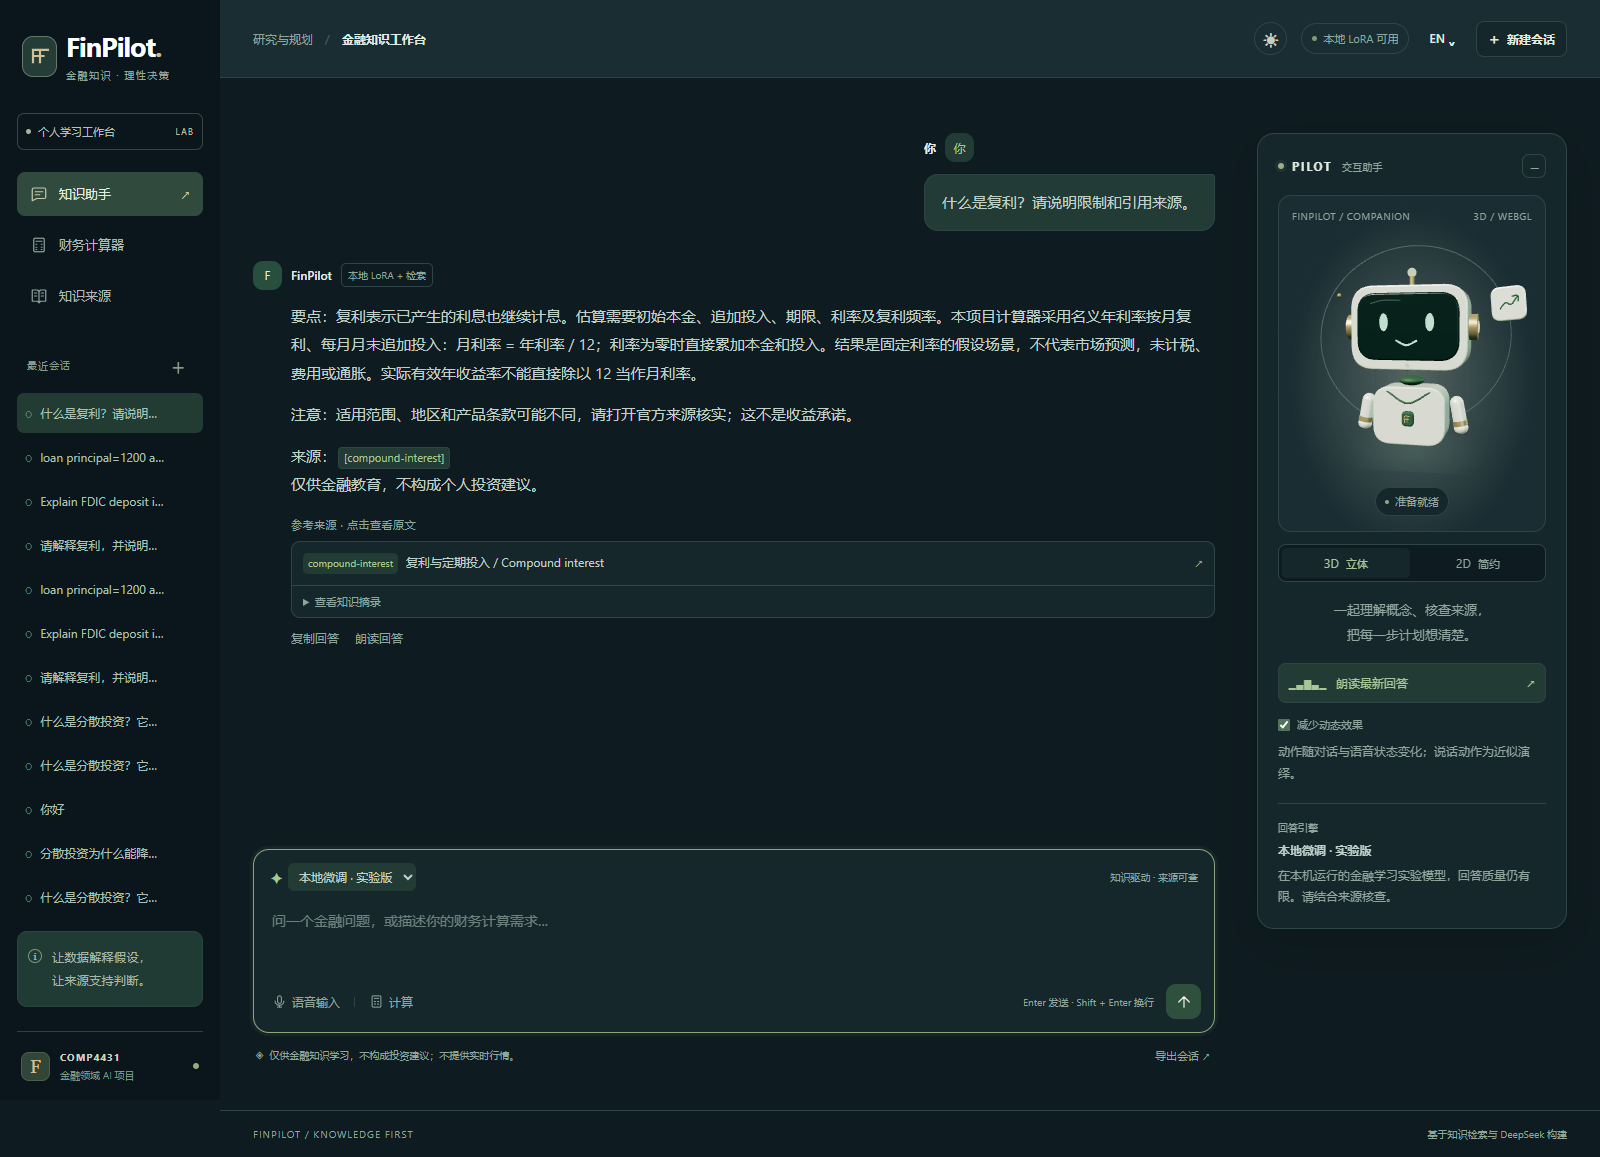 FinPilot.
金融知识 · 理性决策
个人学习工作台
LAB
知识助手
财务计算器
知识来源
最近会话
什么是复利？请说明...
loan principal=1200 a...
Explain FDIC deposit i...
请解释复利，并说明...
loan principal=1200 a...
Explain FDIC deposit i...
请解释复利，并说明...
什么是分散投资？它...
什么是分散投资？它...
你好
分散投资为什么能降...
什么是分散投资？它...
让数据解释假设，
让来源支持判断。
F
COMP4431
金融领域 AI 项目
研究与规划 / 金融知识工作台
本地 LoRA 可用
EN
+ 新建会话
你 你
什么是复利？请说明限制和引用来源。
F FinPilot 本地 LoRA + 检索
要点：复利表示已产生的利息也继续计息。估算需要初始本金、追加投入、期限、利率及复利频率。本项目计算器采用名义年利率按月复
利、每月月末追加投入：月利率 = 年利率 / 12；利率为零时直接累加本金和投入。结果是固定利率的假设场景，不代表市场预测，未计税、
费用或通胀。实际有效年收益率不能直接除以 12 当作月利率。
注意：适用范围、地区和产品条款可能不同，请打开官方来源核实；这不是收益承诺。
来源： [compound-interest]
仅供金融教育，不构成个人投资建议。
参考来源 · 点击查看原文
compound-interest 复利与定期投入 / Compound interest
查看知识摘录
复制回答 朗读回答
本地微调 · 实验版
知识驱动 · 来源可查
问一个金融问题，或描述你的财务计算需求...
语音输入 计算
Enter 发送 · Shift + Enter 换行
仅供金融知识学习，不构成投资建议；不提供实时行情。
导出会话
PILOT 交互助手
FINPILOT / COMPANION
3D / WEBGL
准备就绪
3D 立体
2D 简约
一起理解概念、核查来源，
把每一步计划想清楚。
朗读最新回答
减少动态效果
动作随对话与语音状态变化；说话动作为近似演
绎。
回答引擎
本地微调 · 实验版
在本机运行的金融学习实验模型，回答质量仍有
限。请结合来源核查。
FINPILOT / KNOWLEDGE FIRST
基于知识检索与 DeepSeek 构建